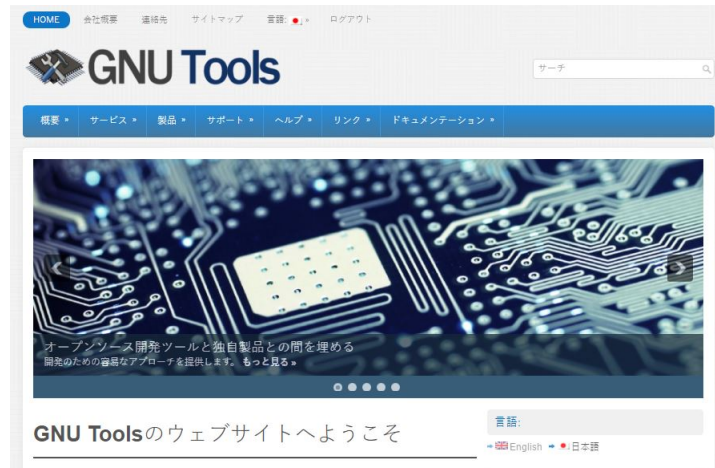 HOME 会社概要 連絡先 サイトマップ 言語: » ログアウト
GNU Tools
サーチ
概要 » サービス » 製品 » サポート » ヘルプ » リンク » ドキュメンテーション »
オープンソース開発ツールと独自製品との間を埋める
開発のための容易なアプローチを提供します。 もっと見る »
GNU Toolsのウェブサイトへようこそ
言語:
English 日本語